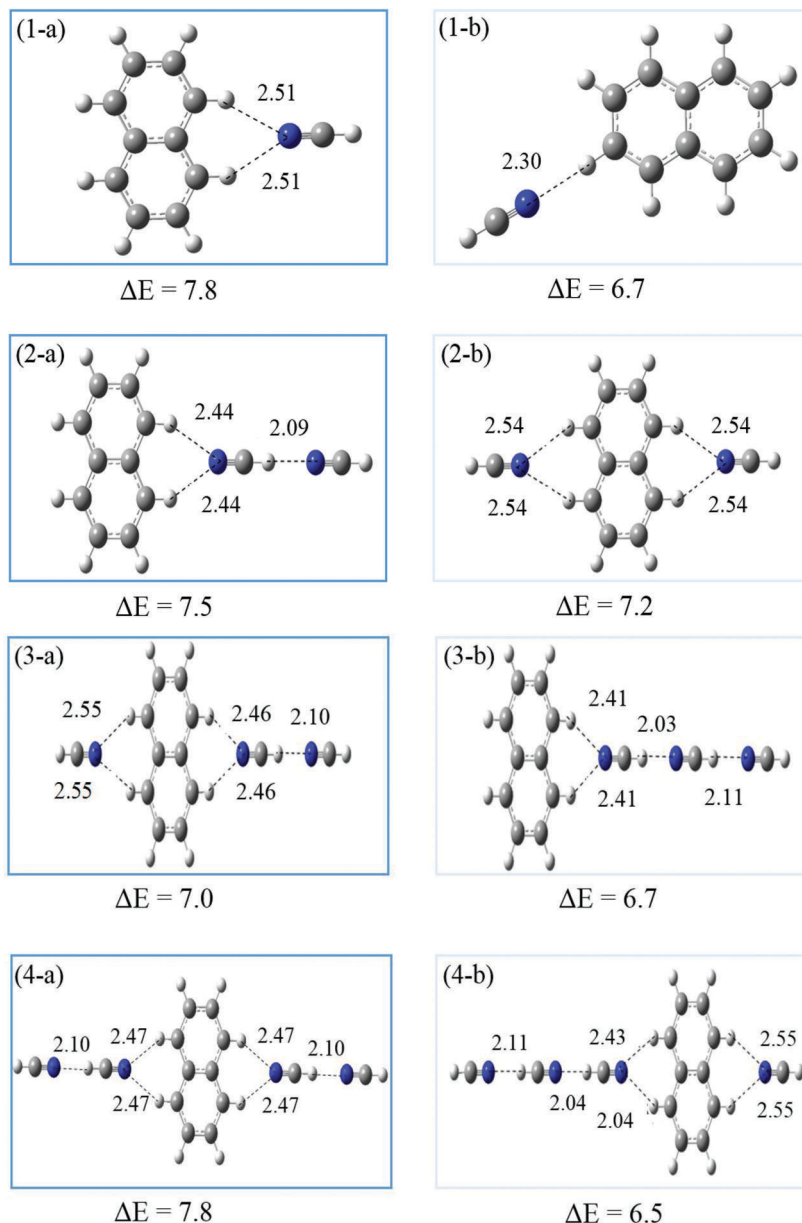 (1-a)
2.51
2.51
ΔE = 7.8
(1-b)
2.30
ΔE = 6.7
(2-a)
2.44
2.09
2.44
ΔE = 7.5
(2-b)
2.54
2.54
2.54
2.54
ΔE = 7.2
(3-a)
2.55
2.46
2.10
2.55
2.46
ΔE = 7.0
(3-b)
2.41
2.03
2.41
2.11
ΔE = 6.7
(4-a)
2.10
2.47
2.47
2.10
2.47
2.47
ΔE = 7.8
(4-b)
2.11
2.43
2.55
2.04
2.04
2.55
ΔE = 6.5